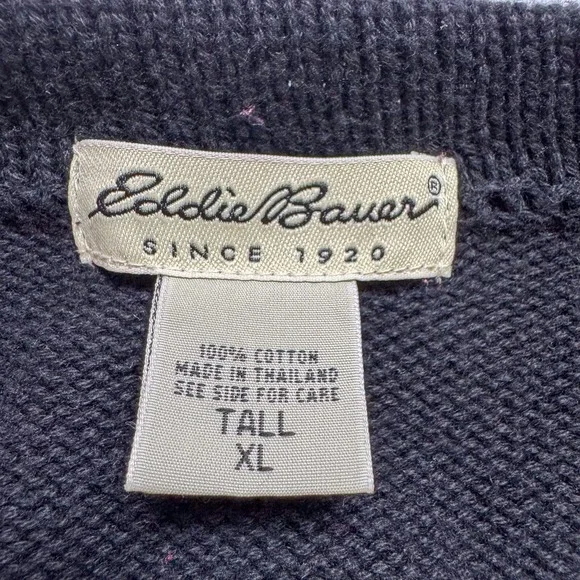 Eddie Bauer®
SINCE 1920
100% COTTON
MADE IN THAILAND
SEE SIDE FOR CARE
TALL
XL